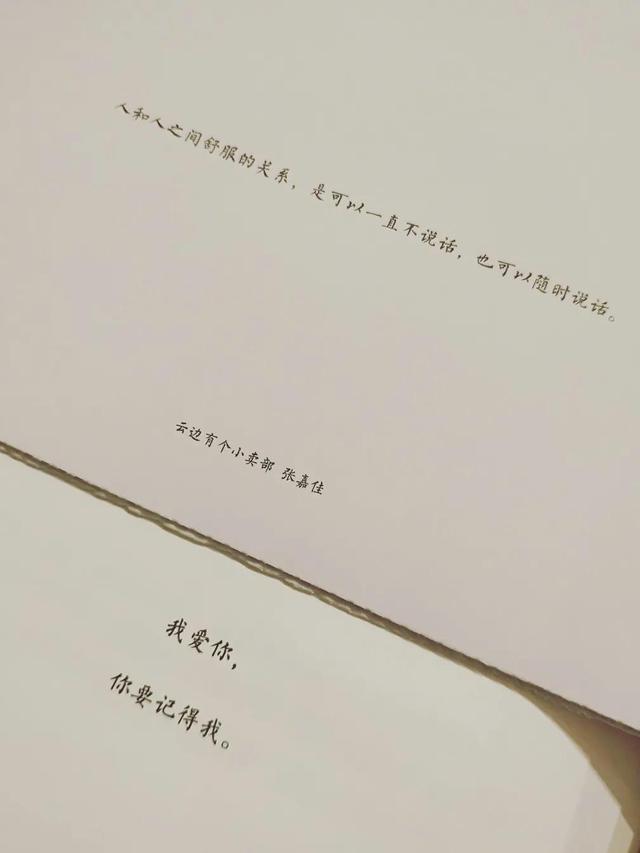 人和人之间舒服的关系，是可以一直不说话，也可以随时说话。
云边有个小卖部 张嘉佳
我爱你，
你要记得我。